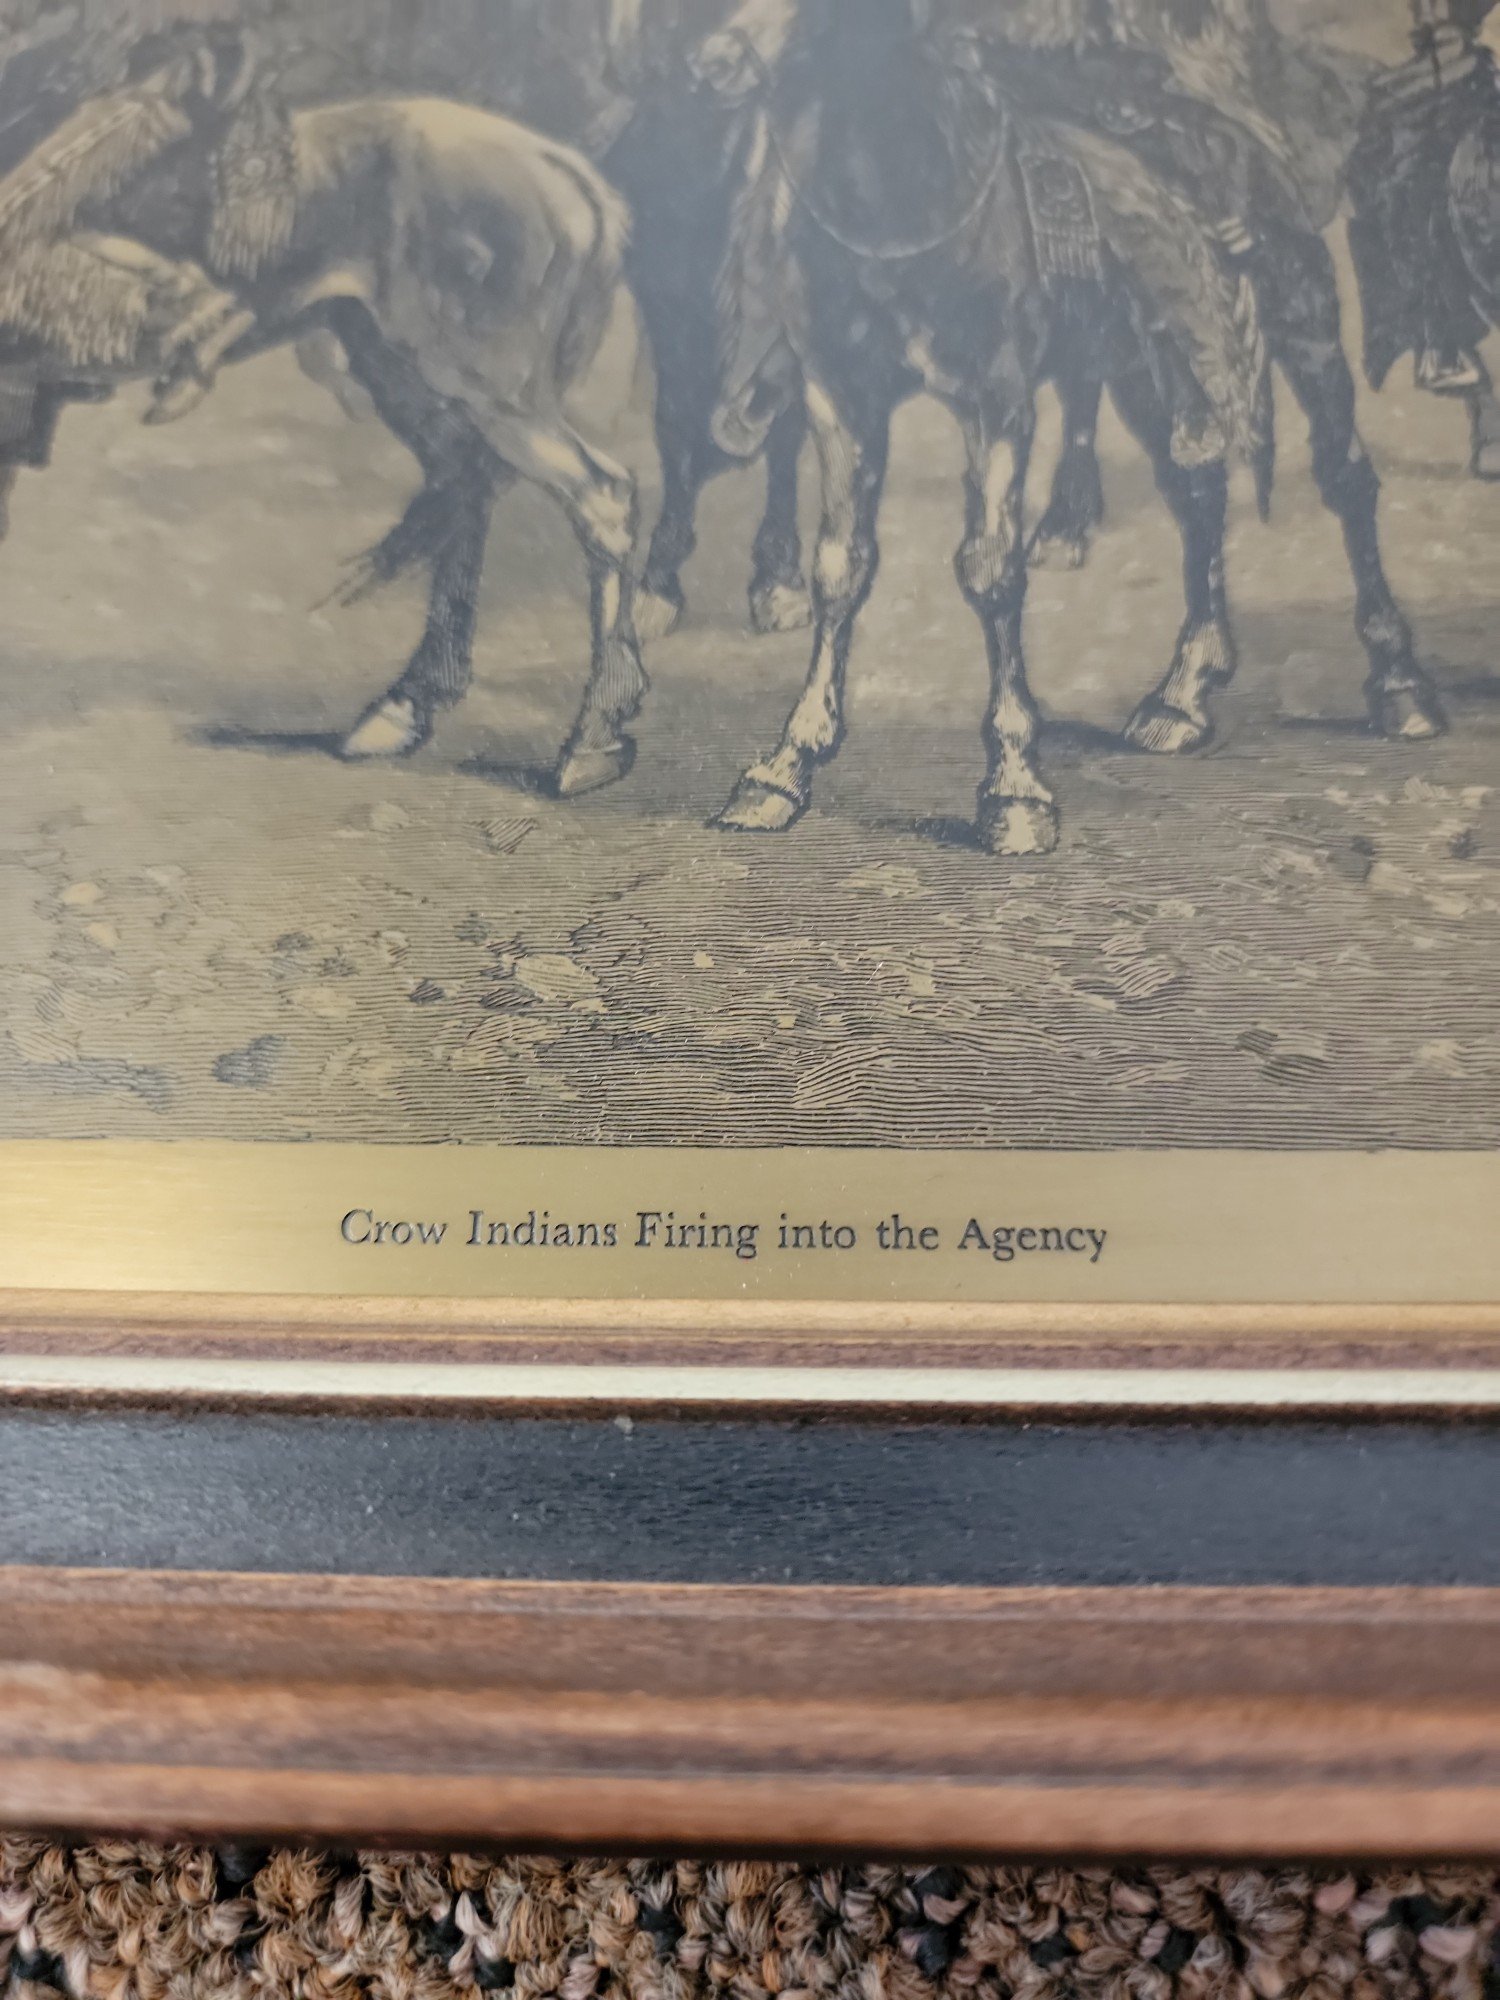 Crow Indians Firing into the Agency